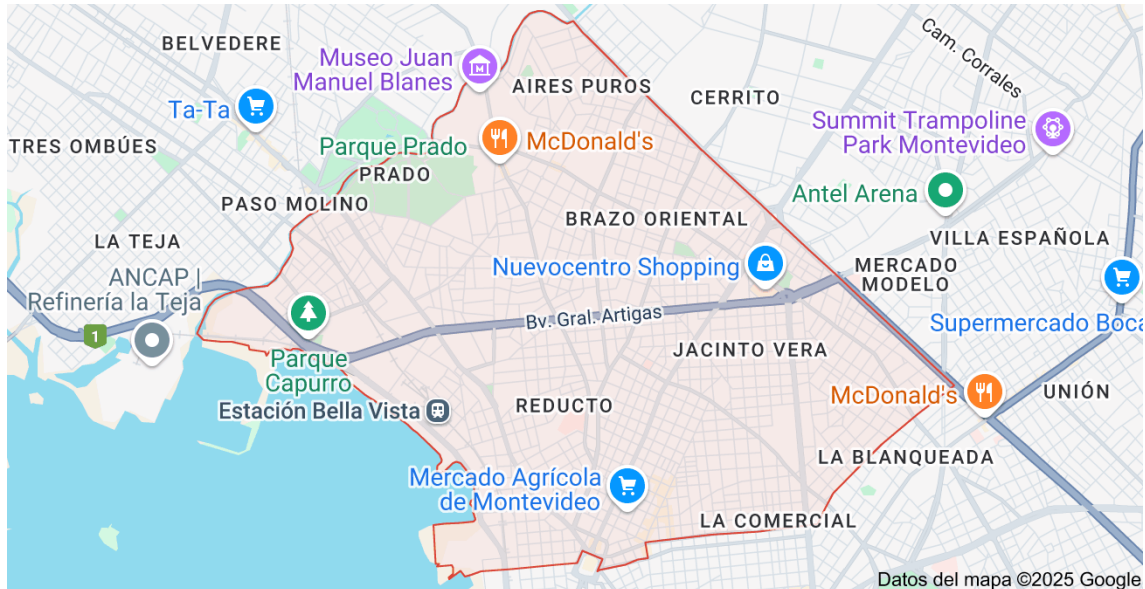 BELVEDERE
Museo Juan
Manuel Blanes
AIRES PUROS
Cam. Corrales
CERRITO
Ta-Ta
Summit Trampoline
Park Montevideo
TRES OMBÚES
Parque Prado
McDonald's
PRADO
Antel Arena
PASO MOLINO
BRAZO ORIENTAL
LA TEJA
VILLA ESPAÑOLA
ANCAP |
Refinería la Teja
Nuevocentro Shopping
MERCADO
MODELO
1
Bv. Gral. Artigas
Supermercado Boca
Parque
Capurro
JACINTO VERA
McDonald's
UNIÓN
Estación Bella Vista
REDUCTO
LA BLANQUEADA
Mercado Agrícola
de Montevideo
LA COMERCIAL
Datos del mapa ©2025 Google